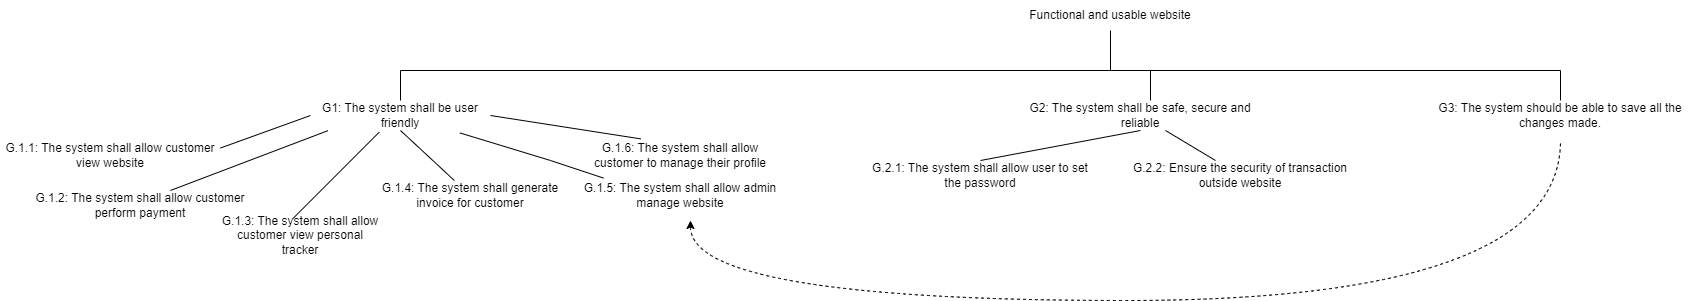 Functional and usable website
G1: The system shall be user
friendly
G2: The system shall be safe, secure and
reliable
G3: The system should be able to save all the
changes made.
G.1.1: The system shall allow customer
view website
G.1.2: The system shall allow customer
perform payment
G.1.3: The system shall allow
customer view personal
tracker
G.1.4: The system shall generate
invoice for customer
G.1.6: The system shall allow
customer to manage their profile
G.1.5: The system shall allow admin
manage website
G.2.1: The system shall allow user to set
the password
G.2.2: Ensure the security of transaction
outside website